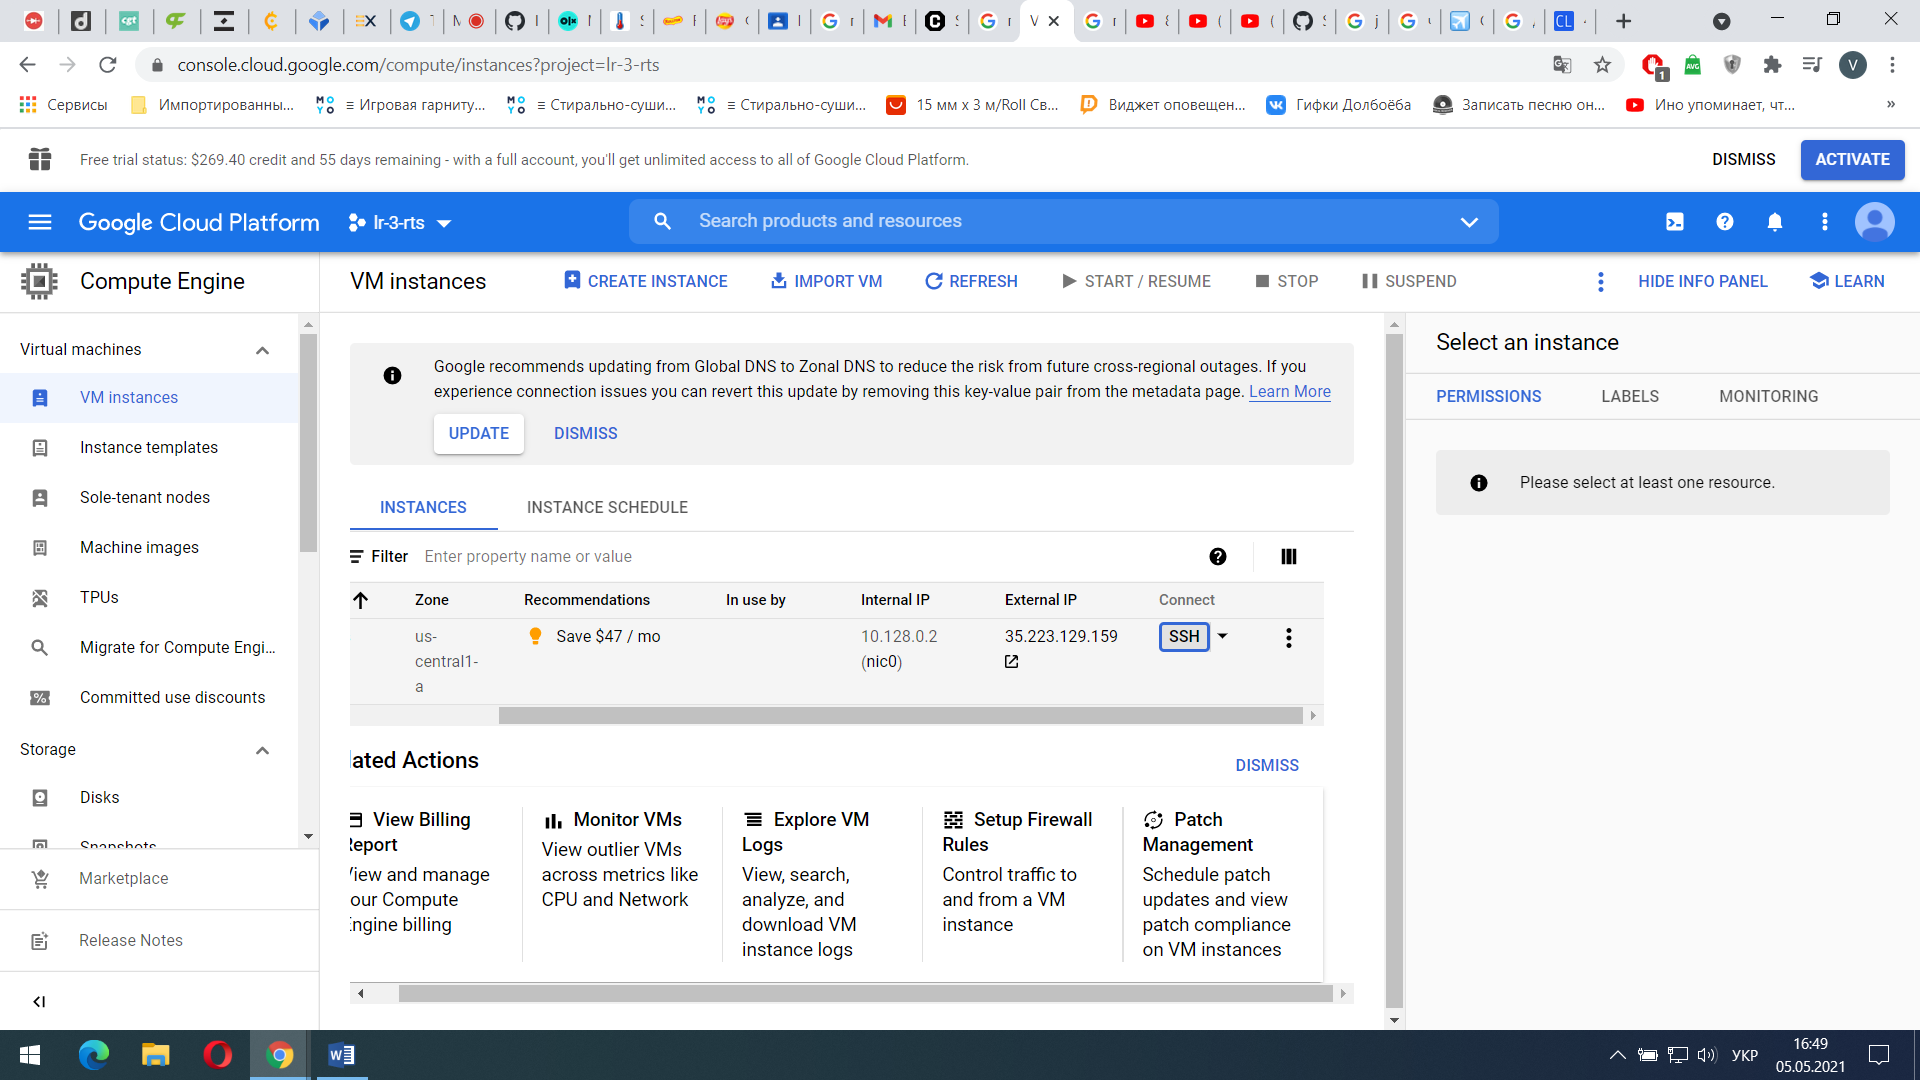 console.cloud.google.com/compute/instances?project=lr-3-rts
V
1
AVG
Сервисы
Импортированны...
≡ Игровая гарниту...
≡ Стирально-суши...
≡ Стирально-суши...
15 мм x 3 м/Roll Св...
Виджет оповещен...
Гифки Долбоёба
Записать песню он...
Ино упоминает, чт...
»
Free trial status: $269.40 credit and 55 days remaining - with a full account, you'll get unlimited access to all of Google Cloud Platform.
DISMISS
ACTIVATE
Google Cloud Platform
lr-3-rts
Search products and resources
Compute Engine
VM instances
CREATE INSTANCE
IMPORT VM
REFRESH
START / RESUME
STOP
SUSPEND
HIDE INFO PANEL
LEARN
Virtual machines
VM instances
Instance templates
Sole-tenant nodes
Machine images
TPUs
Migrate for Compute Engi...
Committed use discounts
Storage
Disks
Snapshots
Marketplace
Release Notes
Google recommends updating from Global DNS to Zonal DNS to reduce the risk from future cross-regional outages. If you
experience connection issues you can revert this update by removing this key-value pair from the metadata page. Learn More
UPDATE
DISMISS
INSTANCES
INSTANCE SCHEDULE
Filter
Enter property name or value
Zone
Recommendations
In use by
Internal IP
External IP
Connect
us-
central1-
a
Save $47 / mo
10.128.0.2
(nic0)
35.223.129.159
SSH
lated Actions
DISMISS
View Billing
Report
View and manage
our Compute
Engine billing
Monitor VMs
View outlier VMs
across metrics like
CPU and Network
Explore VM
Logs
View, search,
analyze, and
download VM
instance logs
Setup Firewall
Rules
Control traffic to
and from a VM
instance
Patch
Management
Schedule patch
updates and view
patch compliance
on VM instances
Select an instance
PERMISSIONS
LABELS
MONITORING
Please select at least one resource.
УКР
16:49
05.05.2021